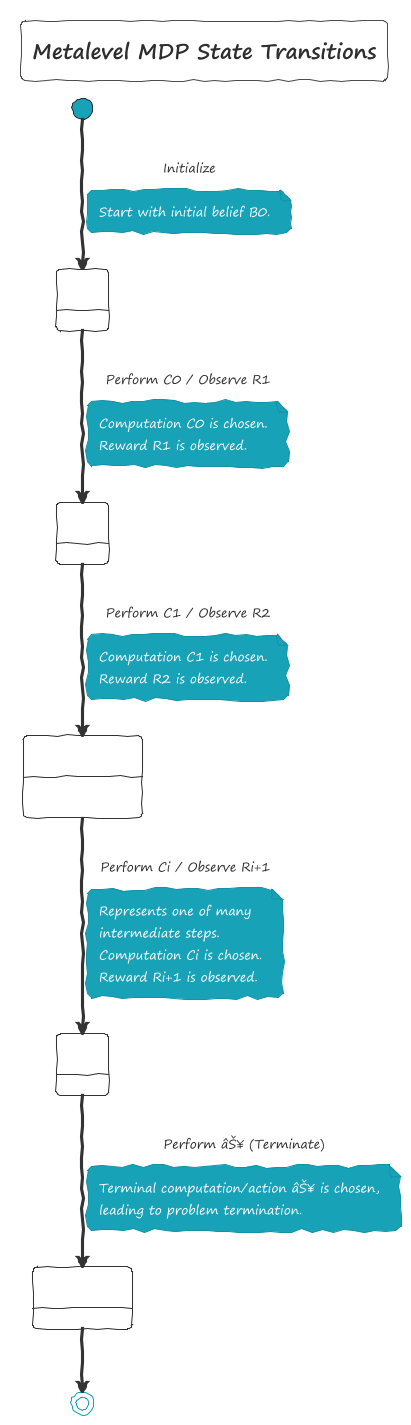 Metalevel MDP State Transitions
Initialize
Start with initial belief B0.
Perform C0 / Observe R1
Computation C0 is chosen.
Reward R1 is observed.
Perform C1 / Observe R2
Computation C1 is chosen.
Reward R2 is observed.
Perform Ci / Observe Ri+1
Represents one of many
intermediate steps.
Computation Ci is chosen.
Reward Ri+1 is observed.
Perform âŠ¥ (Terminate)
Terminal computation/action âŠ¥ is chosen,
leading to problem termination.